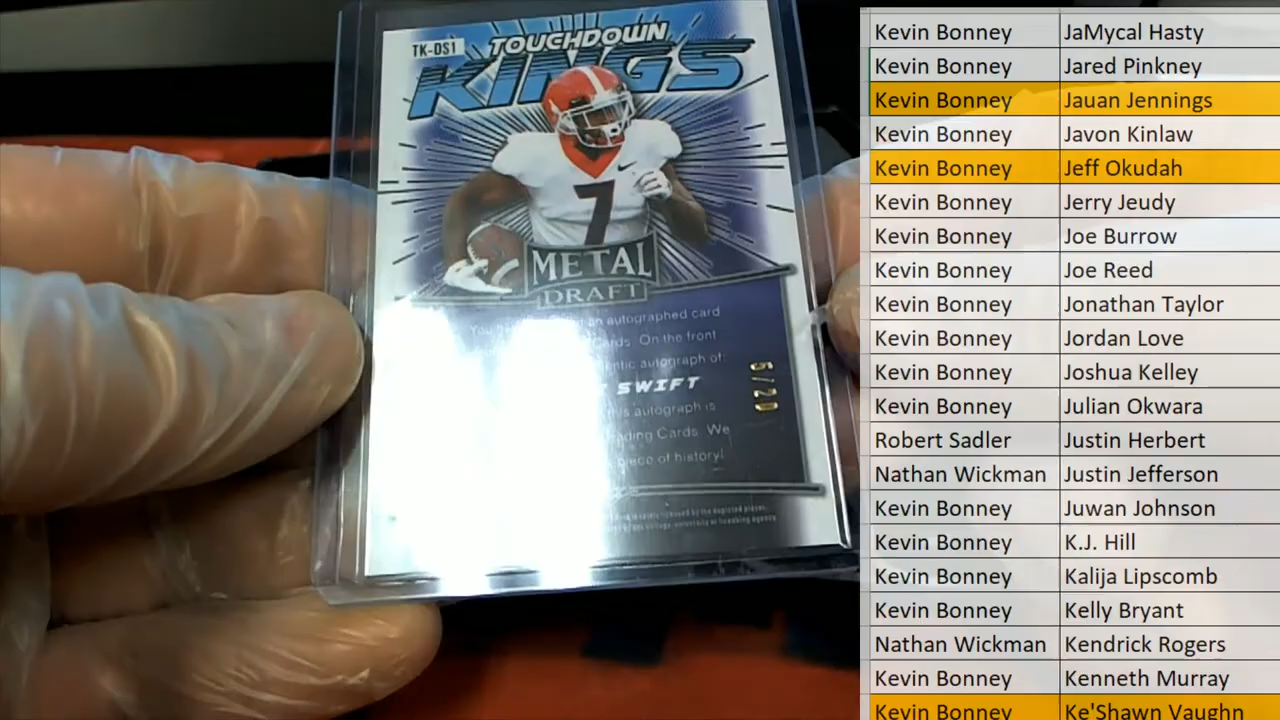 TK-DS1
TOUCHDOWN
KINGS
7
METAL
DRAFT
an autographed card
Cards. On the front
autograph of:
SWIFT
this autograph is
Trading Cards. We
piece of history!
5/20
Kevin Bonney JaMycal Hasty
Kevin Bonney Jared Pinkney
Kevin Bonney Jauan Jennings
Kevin Bonney Javon Kinlaw
Kevin Bonney Jeff Okudah
Kevin Bonney Jerry Jeudy
Kevin Bonney Joe Burrow
Kevin Bonney Joe Reed
Kevin Bonney Jonathan Taylor
Kevin Bonney Jordan Love
Kevin Bonney Joshua Kelley
Kevin Bonney Julian Okwara
Robert Sadler Justin Herbert
Nathan Wickman Justin Jefferson
Kevin Bonney Juwan Johnson
Kevin Bonney K.J. Hill
Kevin Bonney Kalija Lipscomb
Kevin Bonney Kelly Bryant
Nathan Wickman Kendrick Rogers
Kevin Bonney Kenneth Murray
Kevin Bonney Ke'Shawn Vaughn